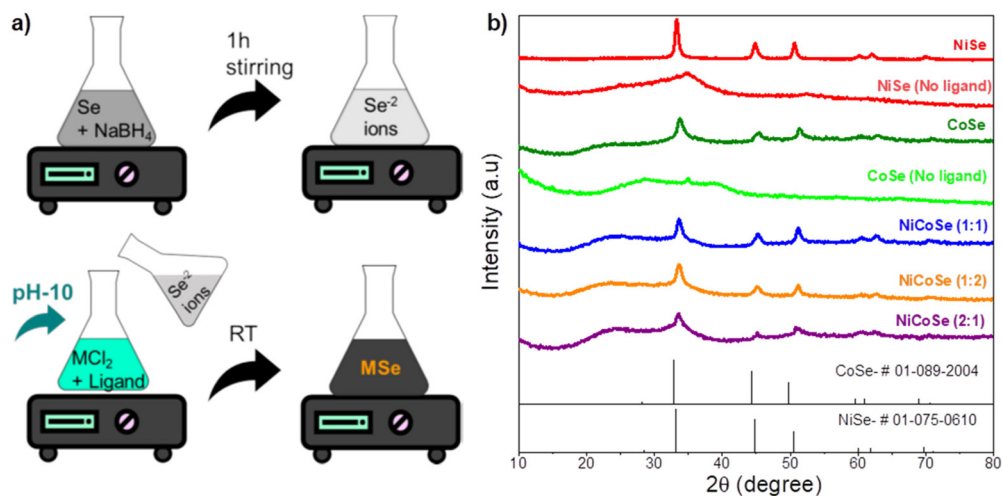 a)
Se
+ NaBH₄
1h
stirring
Se⁻²
ions
pH-10
Se⁻²
ions
MCl₂
+ Ligand
RT
MSe
b)
Intensity (a.u)
NiSe
NiSe (No ligand)
CoSe
CoSe (No ligand)
NiCoSe (1:1)
NiCoSe (1:2)
NiCoSe (2:1)
CoSe- # 01-089-2004
NiSe- # 01-075-0610
10 20 30 40 50 60 70 80
2θ (degree)